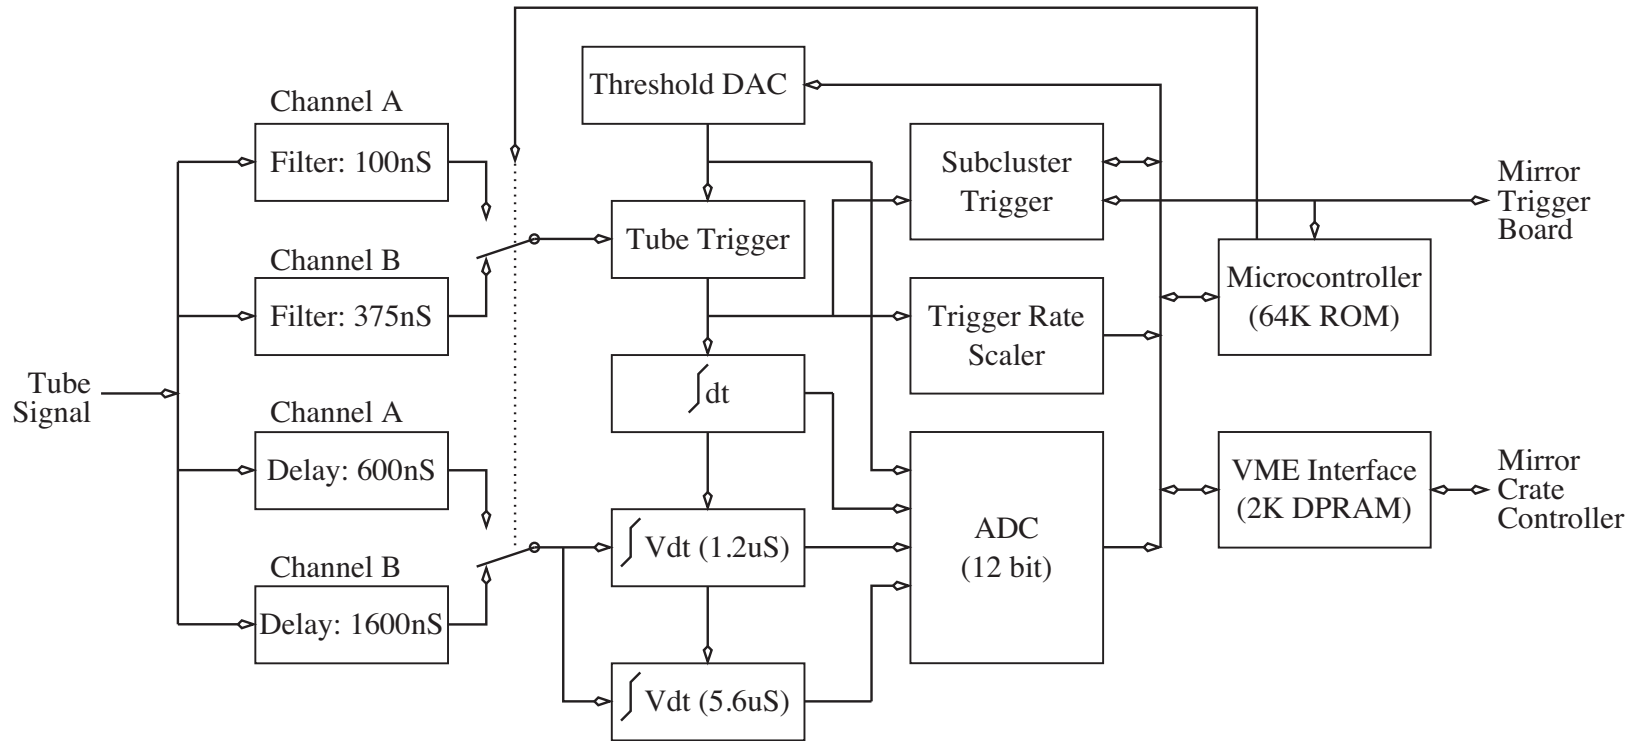 Channel A
Filter: 100nS
Channel B
Filter: 375nS
Tube
Signal
Channel A
Delay: 600nS
Channel B
Delay: 1600nS
Threshold DAC
Tube Trigger
∫dt
∫ Vdt (1.2uS)
∫ Vdt (5.6uS)
Subcluster
Trigger
Trigger Rate
Scaler
ADC
(12 bit)
Microcontroller
(64K ROM)
VME Interface
(2K DPRAM)
Mirror
Trigger
Board
Mirror
Crate
Controller